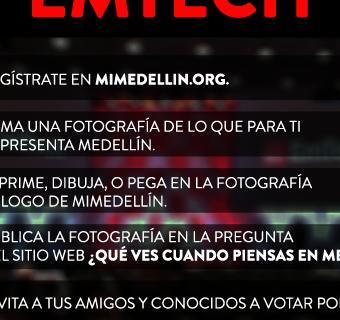 EMTECH
GÍSTRATE EN MIMEDELLIN.ORG.
MA UNA FOTOGRAFÍA DE LO QUE PARA TI
PRESENTA MEDELLÍN.
PRIME, DIBUJA, O PEGA EN LA FOTOGRAFÍA
LOGO DE MIMEDELLÍN.
BLICA LA FOTOGRAFÍA EN LA PREGUNTA
EL SITIO WEB ¿QUÉ VES CUANDO PIENSAS EN ME
VITA A TUS AMIGOS Y CONOCIDOS A VOTAR PO